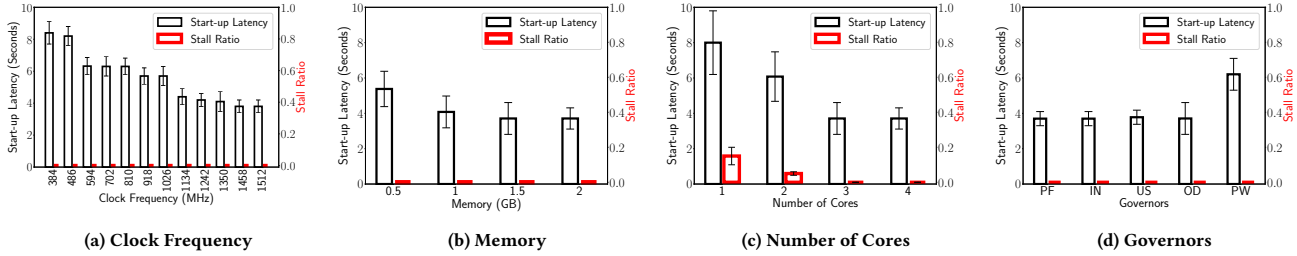 Start-up Latency (Seconds)
10
8
6
4
2
0
Start-up Latency
Stall Ratio
1.0
0.8
0.6
0.4
0.2
0.0
Stall Ratio
384
486
594
702
810
918
1026
1134
1242
1350
1458
1512
Clock Frequency (MHz)
(a) Clock Frequency
Start-up Latency (Seconds)
10
8
6
4
2
0
Start-up Latency
Stall Ratio
1.0
0.8
0.6
0.4
0.2
0.0
Stall Ratio
0.5 1 1.5 2
Memory (GB)
(b) Memory
Start-up Latency (Seconds)
10
8
6
4
2
0
Start-up Latency
Stall Ratio
1.0
0.8
0.6
0.4
0.2
0.0
Stall Ratio
1 2 3 4
Number of Cores
(c) Number of Cores
Start-up Latency (Seconds)
10
8
6
4
2
0
Start-up Latency
Stall Ratio
1.0
0.8
0.6
0.4
0.2
0.0
Stall Ratio
PF IN US OD PW
Governors
(d) Governors